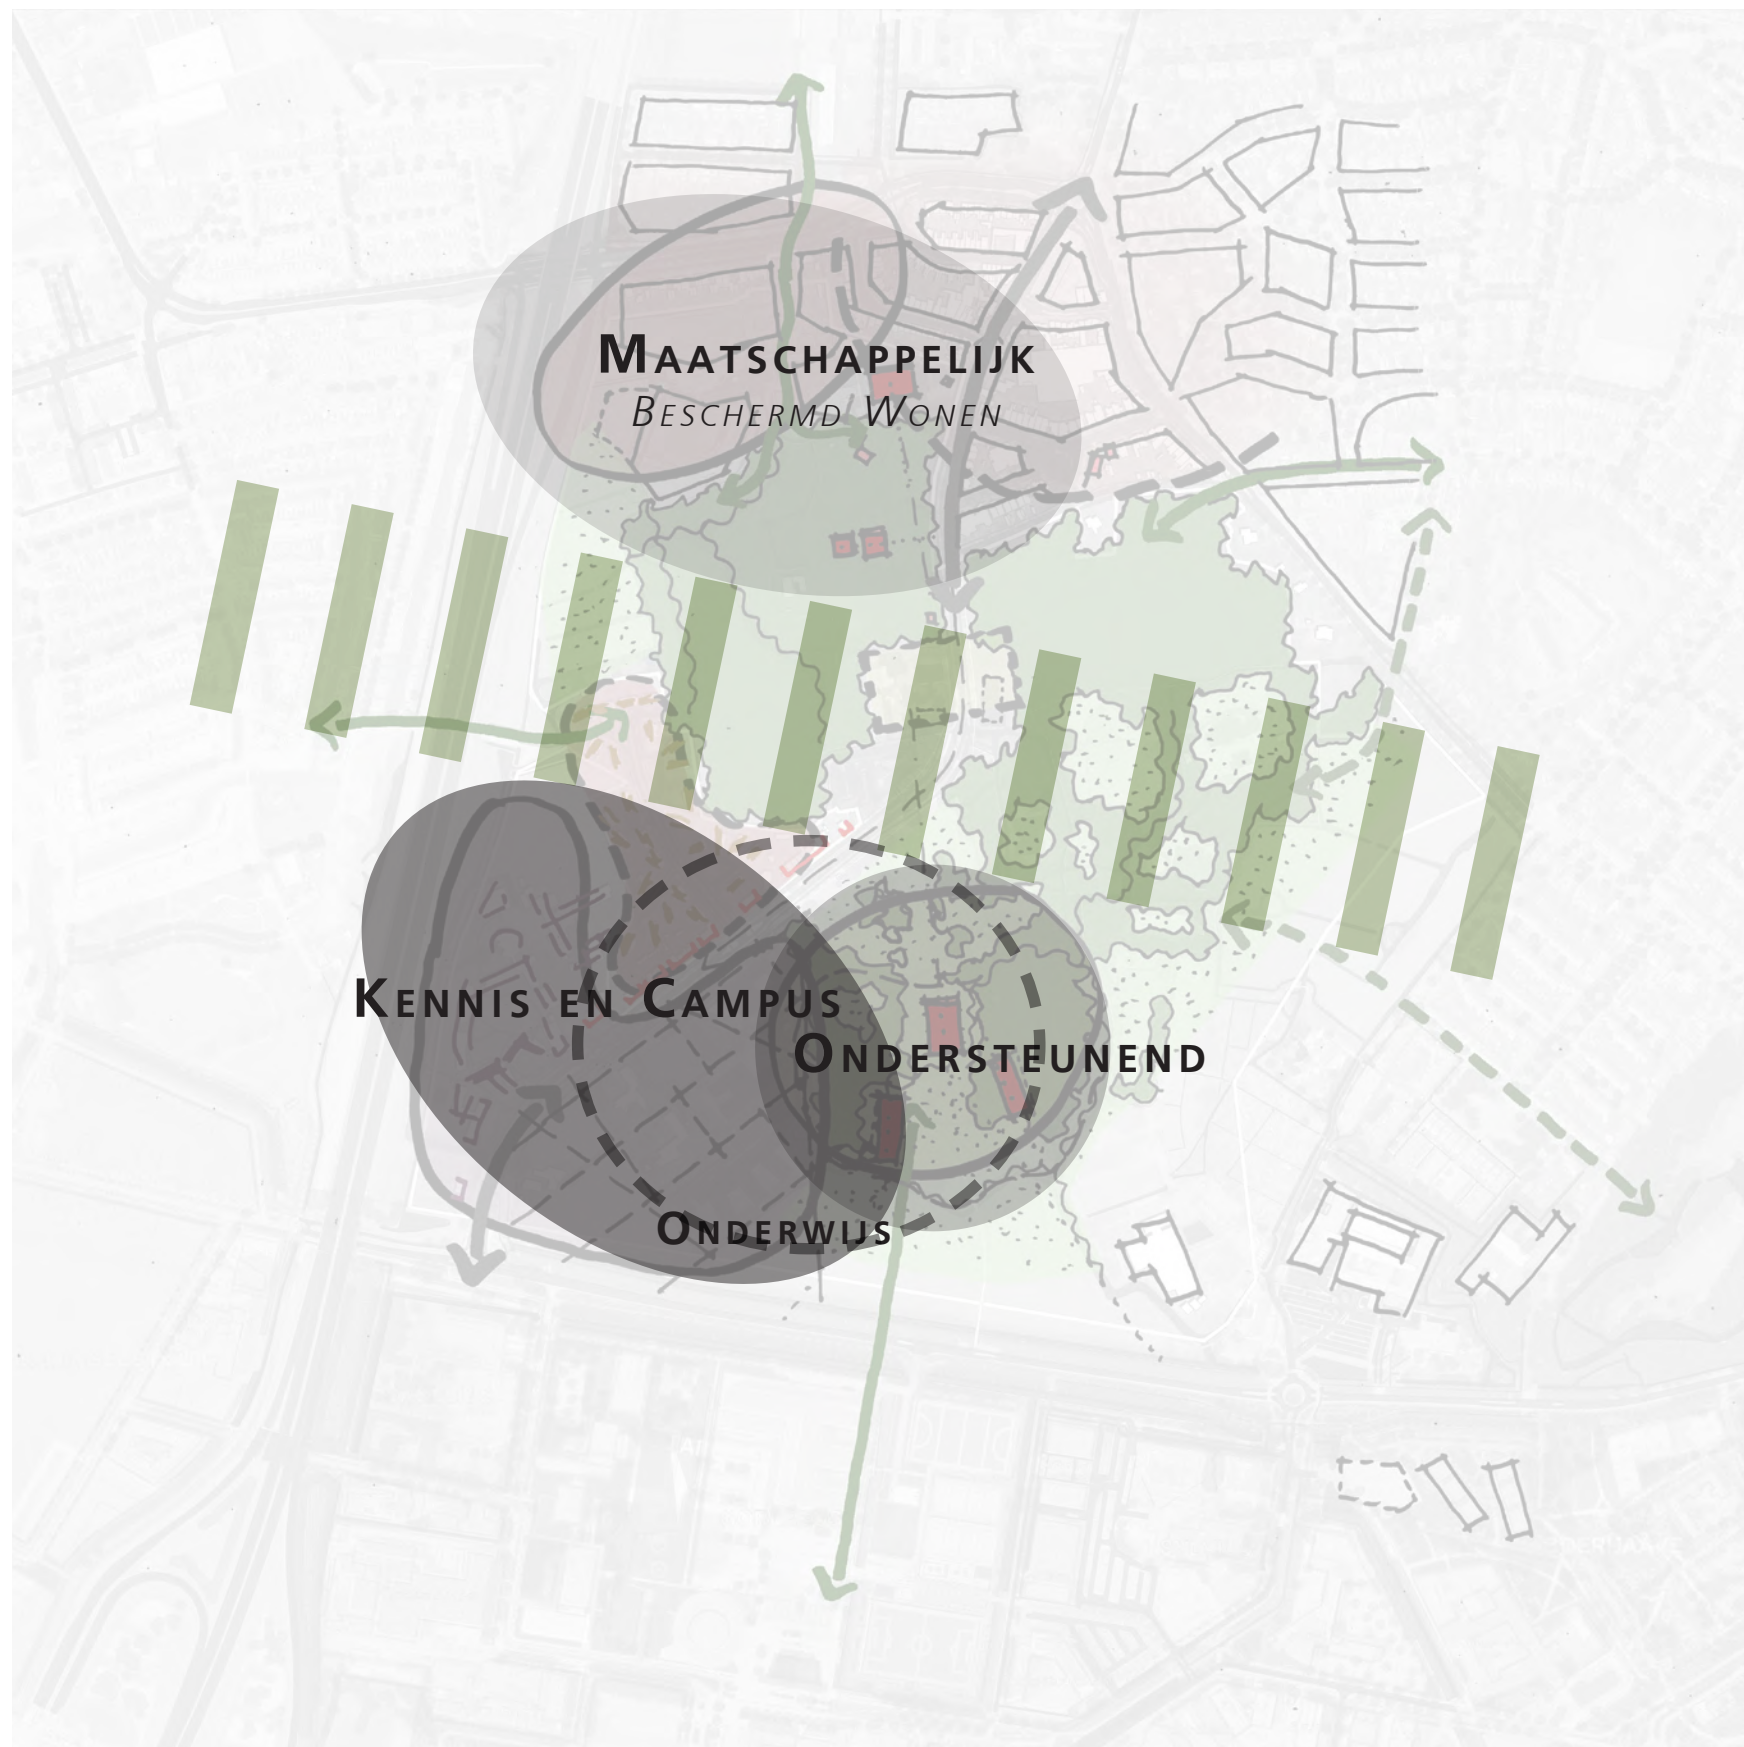 Maatschappelijk
Beschermd Wonen
Kennis en Campus
Ondersteunend
Onderwijs